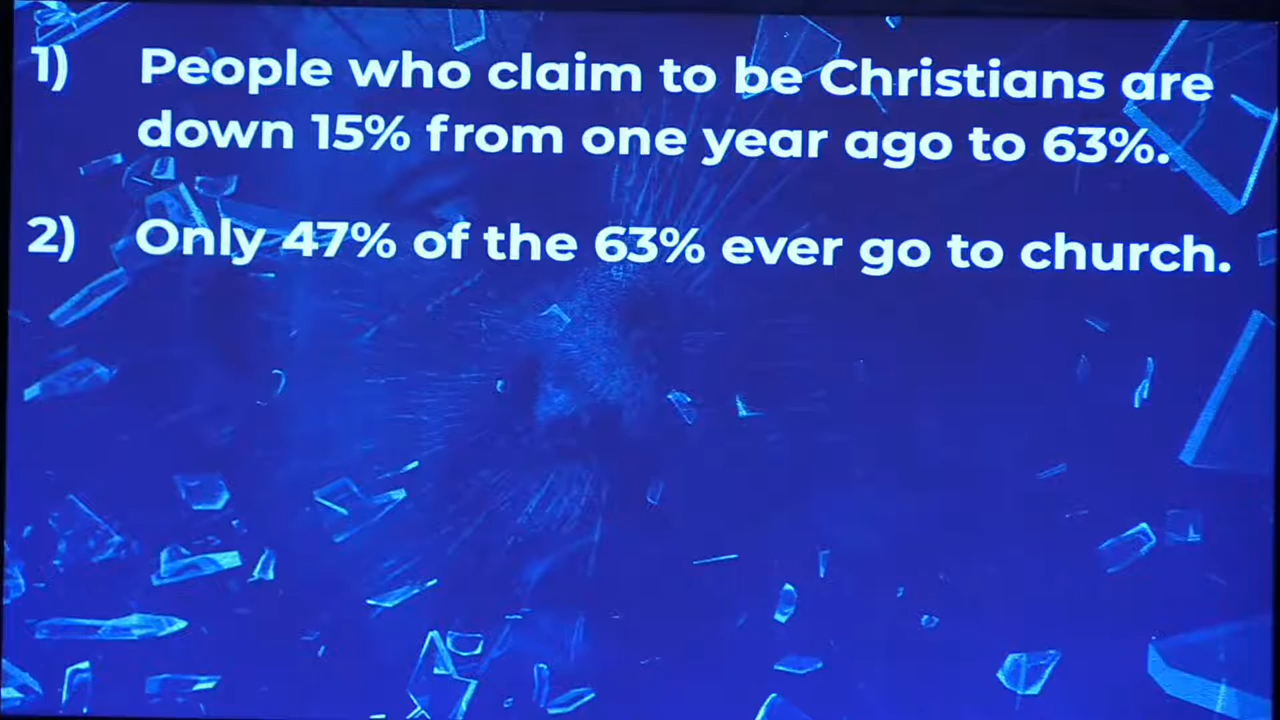 1) People who claim to be Christians are
down 15% from one year ago to 63%.
2) Only 47% of the 63% ever go to church.